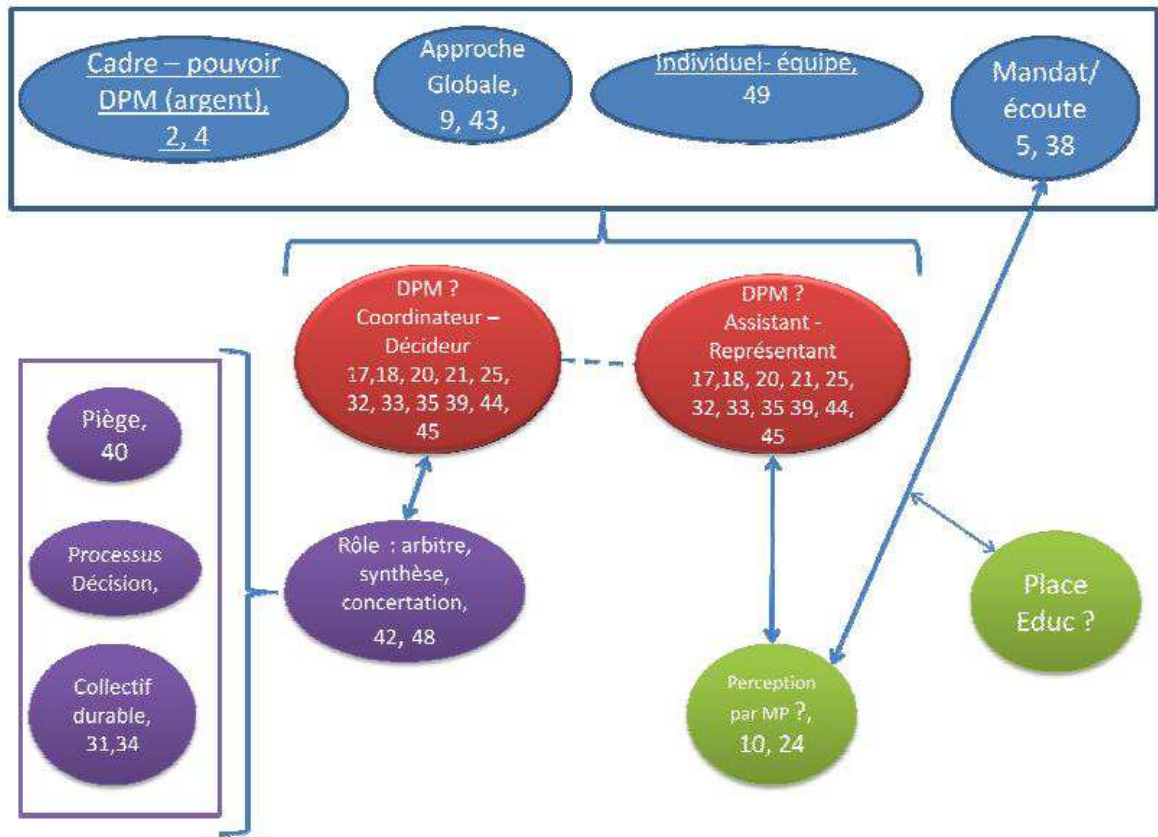 Cadre – pouvoir
DPM (argent),
2, 4
Approche
Globale,
9, 43,
Individuel- équipe,
49
Mandat/
écoute
5, 38
DPM ?
Coordinateur –
Décideur
17,18, 20, 21, 25,
32, 33, 35 39, 44,
45
DPM ?
Assistant -
Représentant
17,18, 20, 21, 25,
32, 33, 35 39, 44,
45
Piège,
40
Processus
Décision,
Collectif
durable,
31,34
Rôle : arbitre,
synthèse,
concertation,
42, 48
Perception
par MP ?,
10, 24
Place
Educ ?